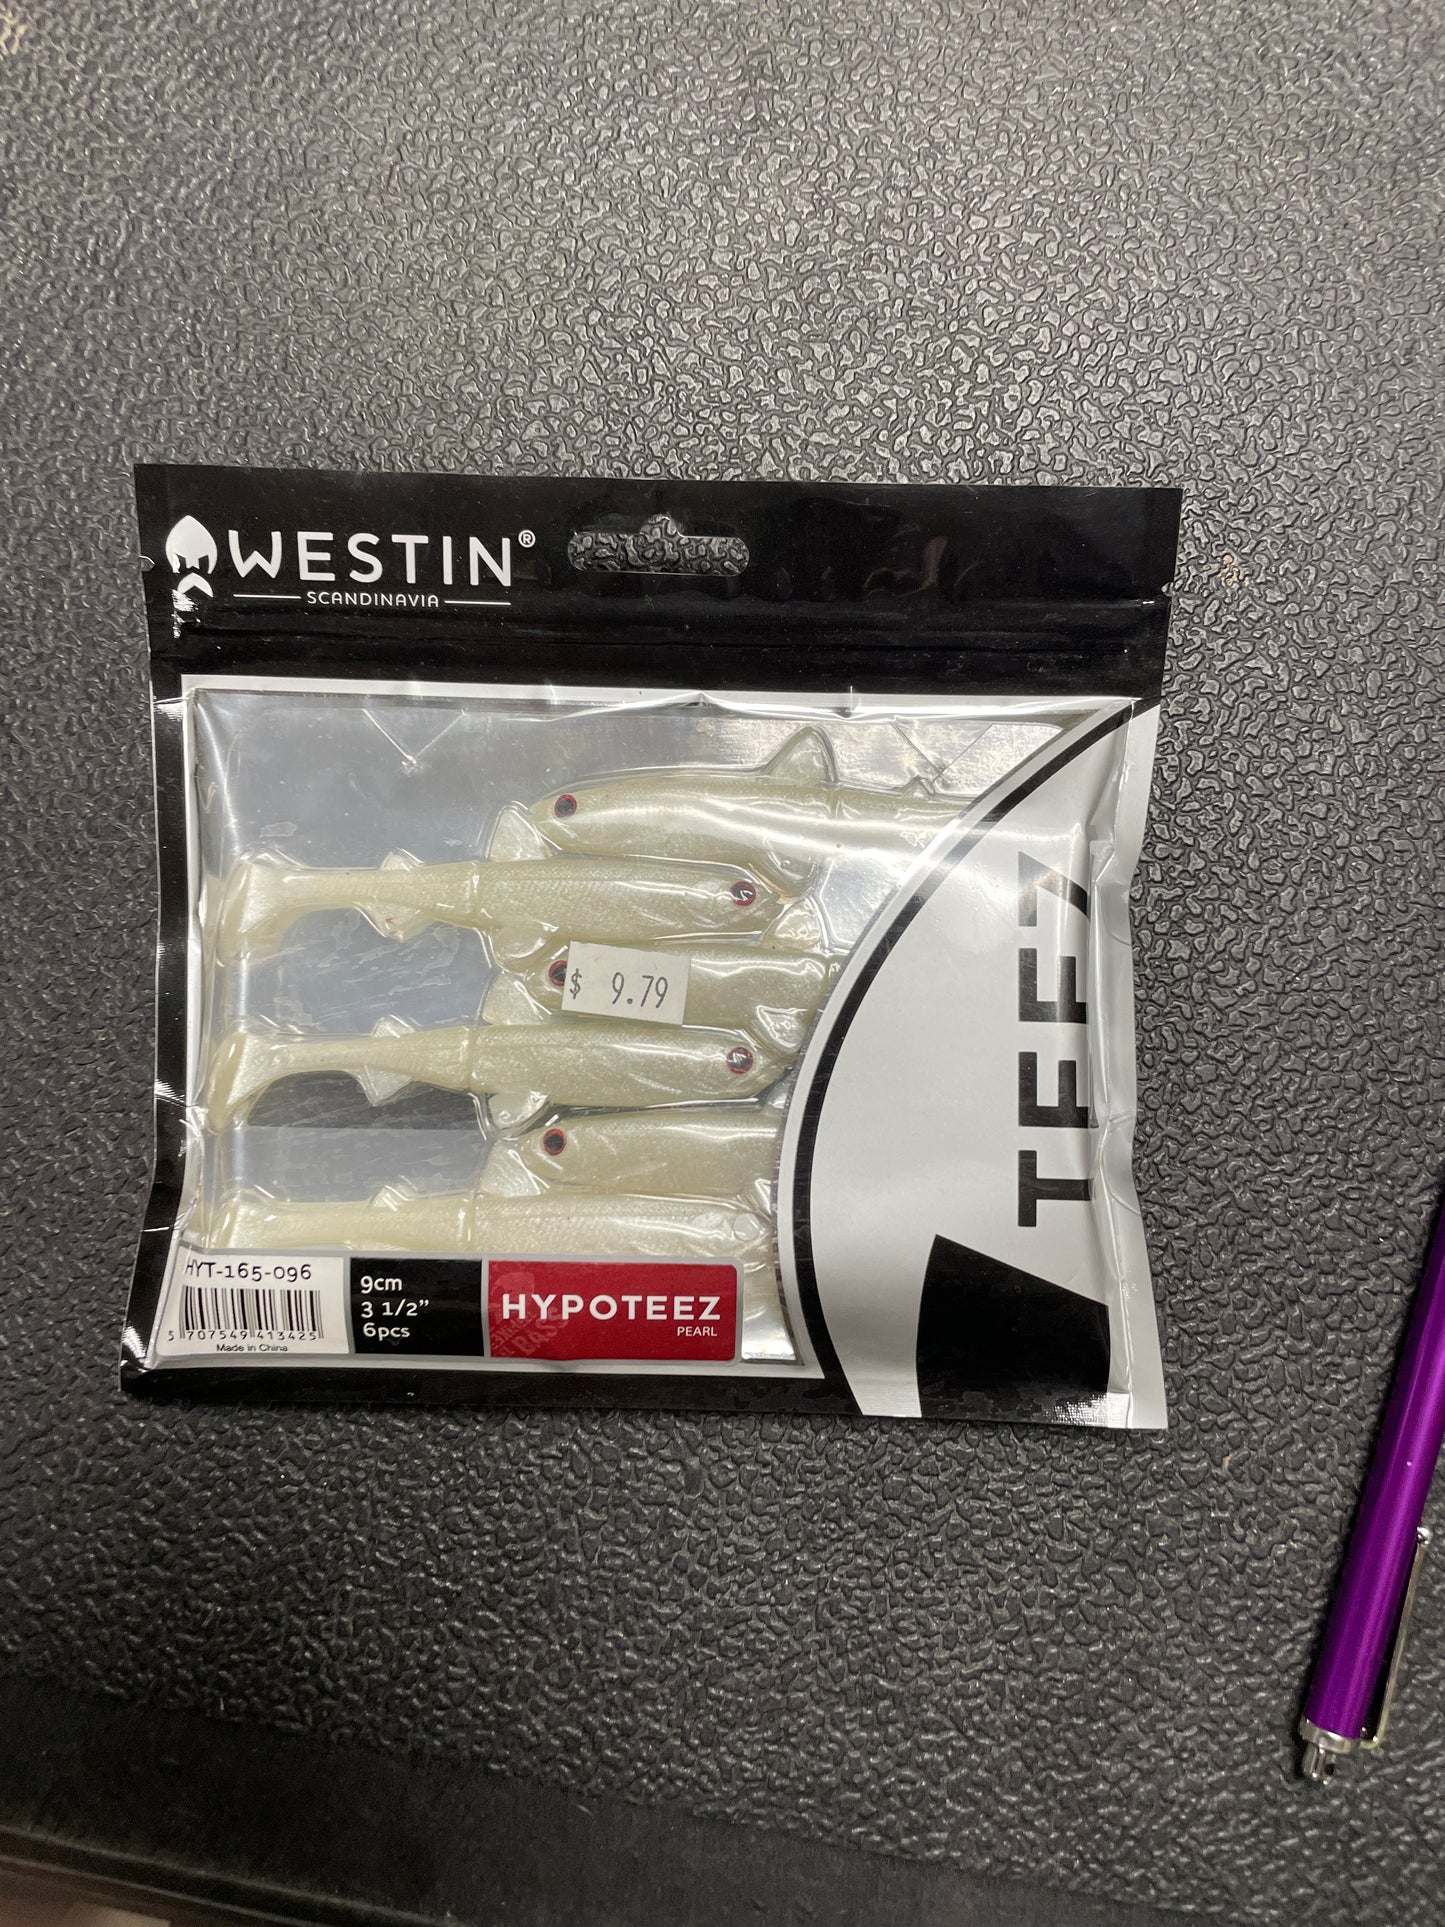 WESTIN®
SCANDINAVIA
$ 9.79
TEEZ
HYT-165-096
5 707549 413425
Made in China
9cm
3 1/2”
6pcs
HYPOTEEZ
PEARL